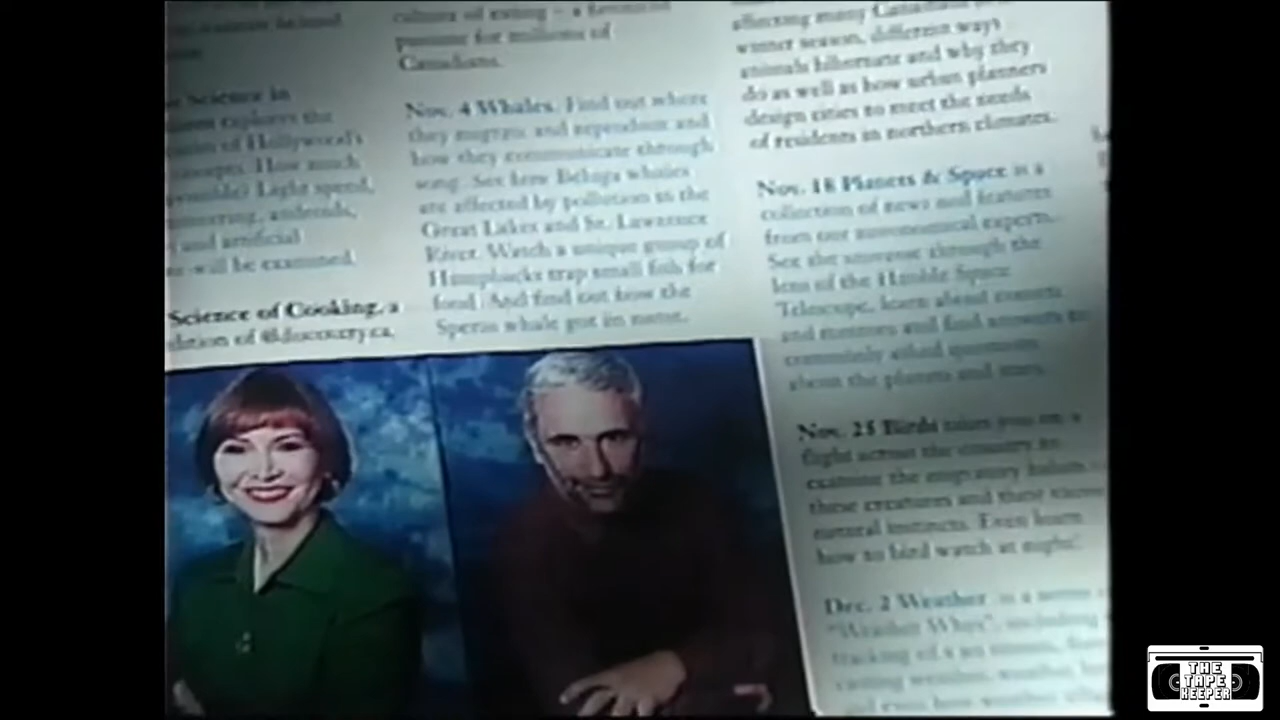 culture of eating – a favourite
pastime for millions of
Canadians.
Science in
explores the
of Hollywood's
How much
possible? Light speed,
androids,
and artificial
will be examined.
Science of Cooking, a
edition of @discovery.ca,
Nov. 4 Whales. Find out where
they migrate and reproduce and
how they communicate through
song. See how Beluga whales
are affected by pollution in the
Great Lakes and St. Lawrence
River. Watch a unique group of
Humpbacks trap small fish for
food. And find out how the
Sperm whale got its name.
affecting many Canadians
winter season, different ways
animals hibernate and why they
do as well as how urban planners
design cities to meet the needs
of residents in northern climates.
Nov. 18 Planets & Space is a
collection of news and features
from our astronomical experts.
See the universe through the
lens of the Hubble Space
Telescope, learn about comets
and meteors and find answers to
commonly asked questions
about the planets and stars.
Nov. 25 Birds takes you on a
flight across the country to
examine the migratory habits
these creatures and their
natural instincts. Even learn
how to bird watch at night!
Dec. 2 Weather is a
"Weather Whys", including
tracking of
THE
TAPE
KEEPER